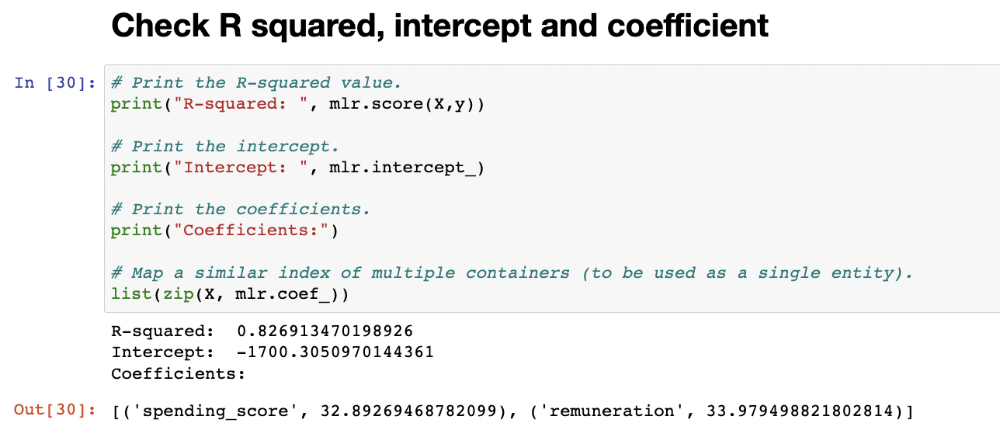 Check R squared, intercept and coefficient
In [30]: # Print the R-squared value.
print("R-squared: ", mlr.score(X,y))
# Print the intercept.
print("Intercept: ", mlr.intercept_)
# Print the coefficients.
print("Coefficients:")
# Map a similar index of multiple containers (to be used as a single entity).
list(zip(X, mlr.coef_))
R-squared:  0.826913470198926
Intercept:  -1700.3050970144361
Coefficients:
Out[30]: [('spending_score', 32.89269468782099), ('remuneration', 33.979498821802814)]